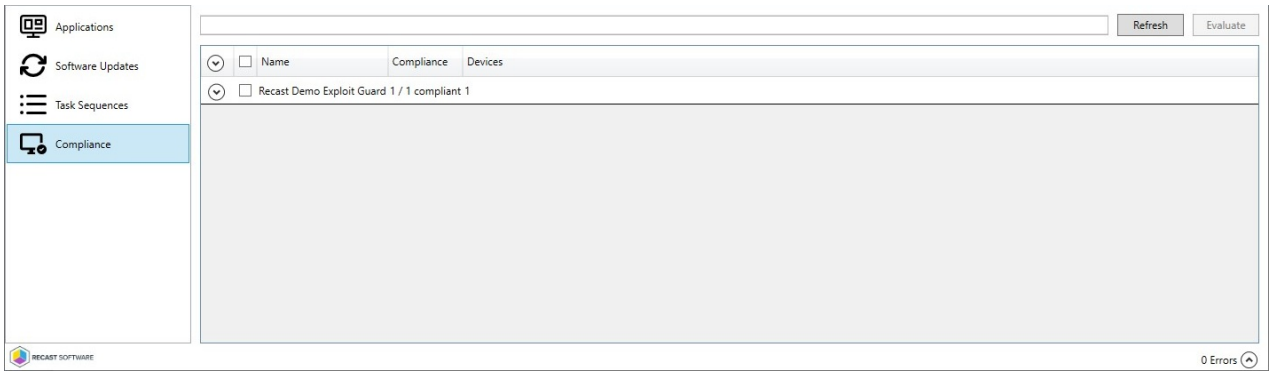 Applications
Software Updates
Task Sequences
Compliance
Refresh Evaluate
Name Compliance Devices
Recast Demo Exploit Guard 1 / 1 compliant 1
RECAST SOFTWARE
0 Errors